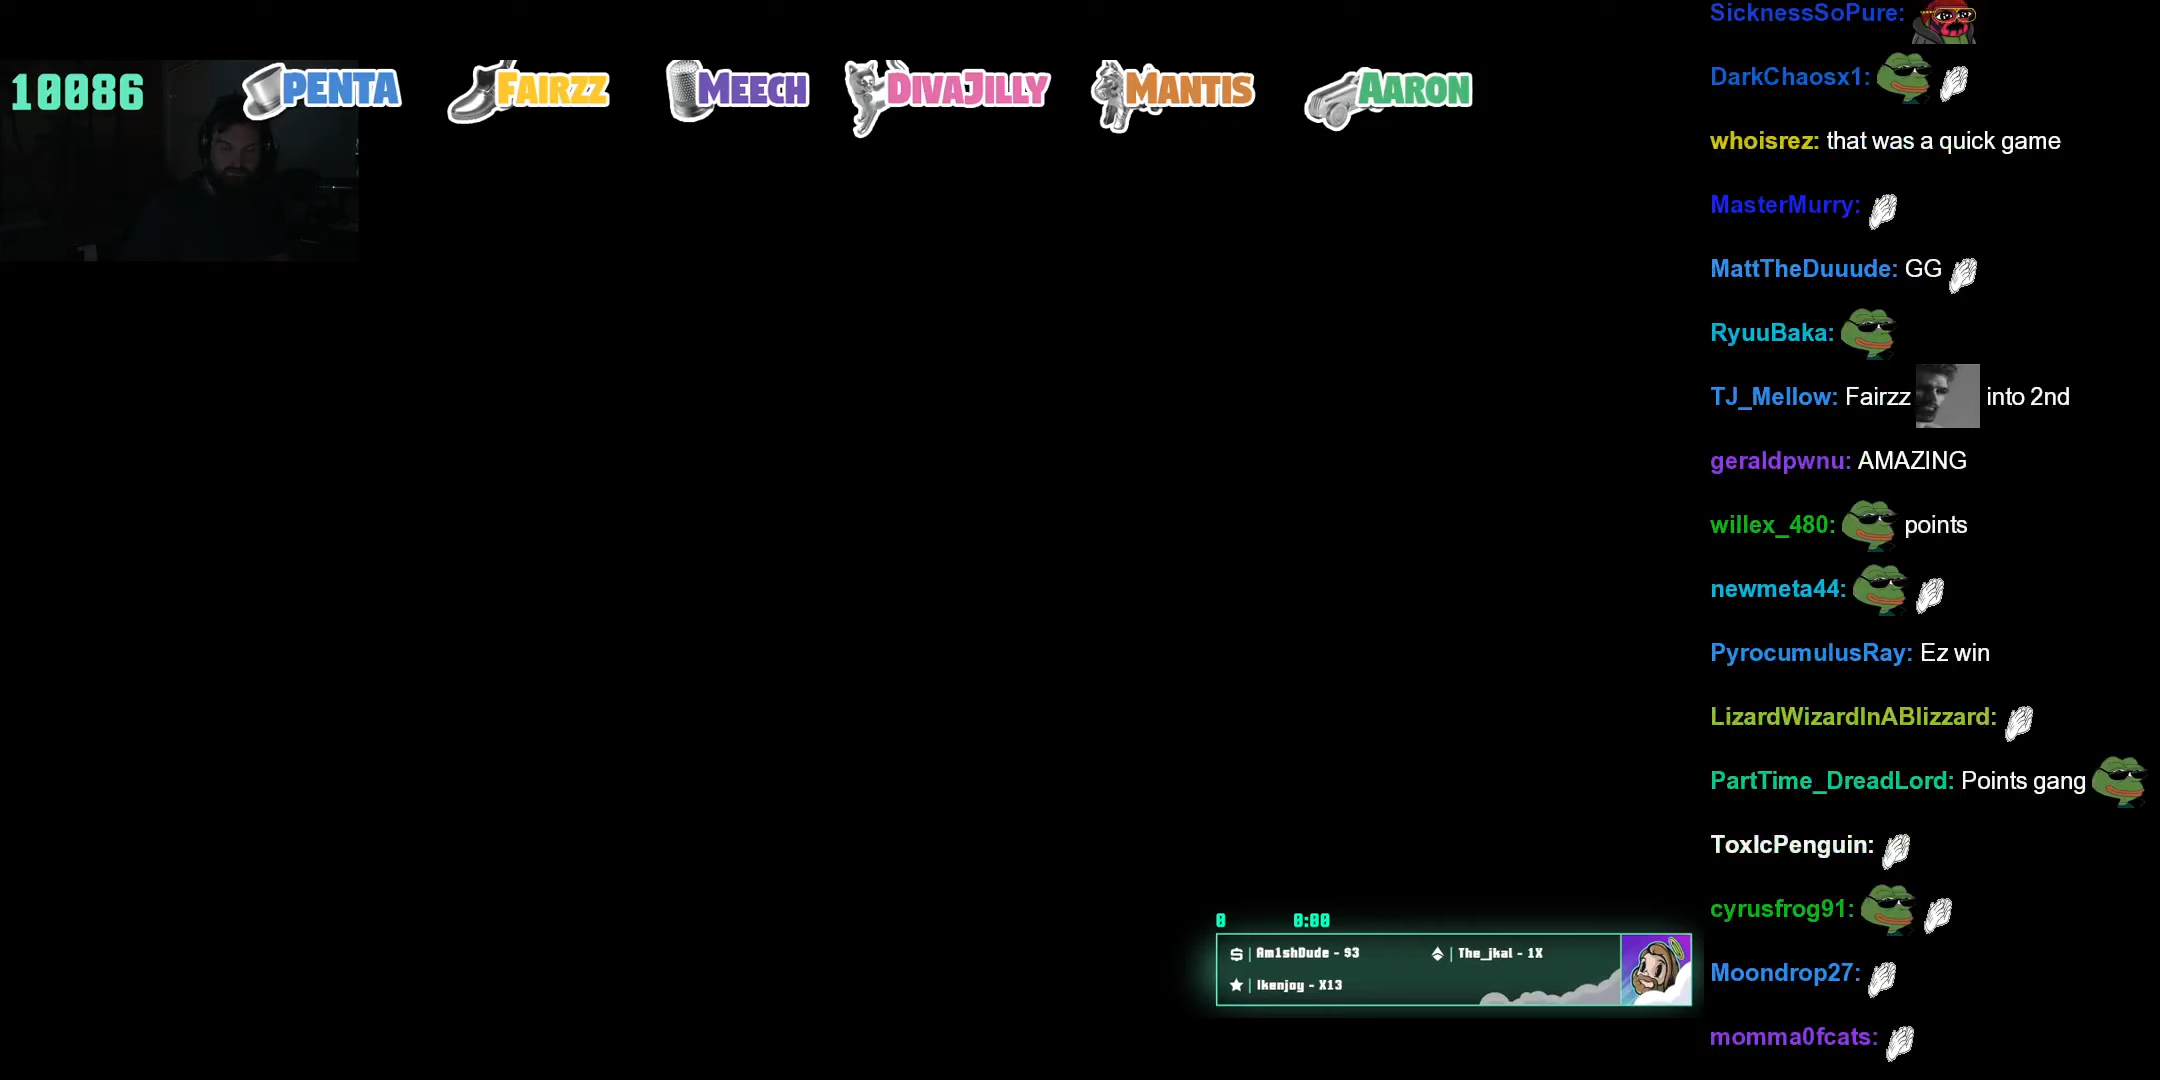 10086
PENTA
FAIRZZ
MEECH
DIVAJILLY
MANTIS
AARON
SicknessSoPure:
DarkChaosx1:
whoisrez: that was a quick game
MasterMurry:
MattTheDuuude: GG
RyuuBaka:
TJ_Mellow: Fairzz into 2nd
geraldpwnu: AMAZING
willex_480: points
newmeta44:
PyrocumulusRay: Ez win
LizardWizardInABlizzard:
PartTime_DreadLord: Points gang
ToxIcPenguin:
cyrusfrog91:
Moondrop27:
momma0fcats:
0 0:00
$ | Am1shDude - $3
The_jkal - 1X
Ikenjoy - X13